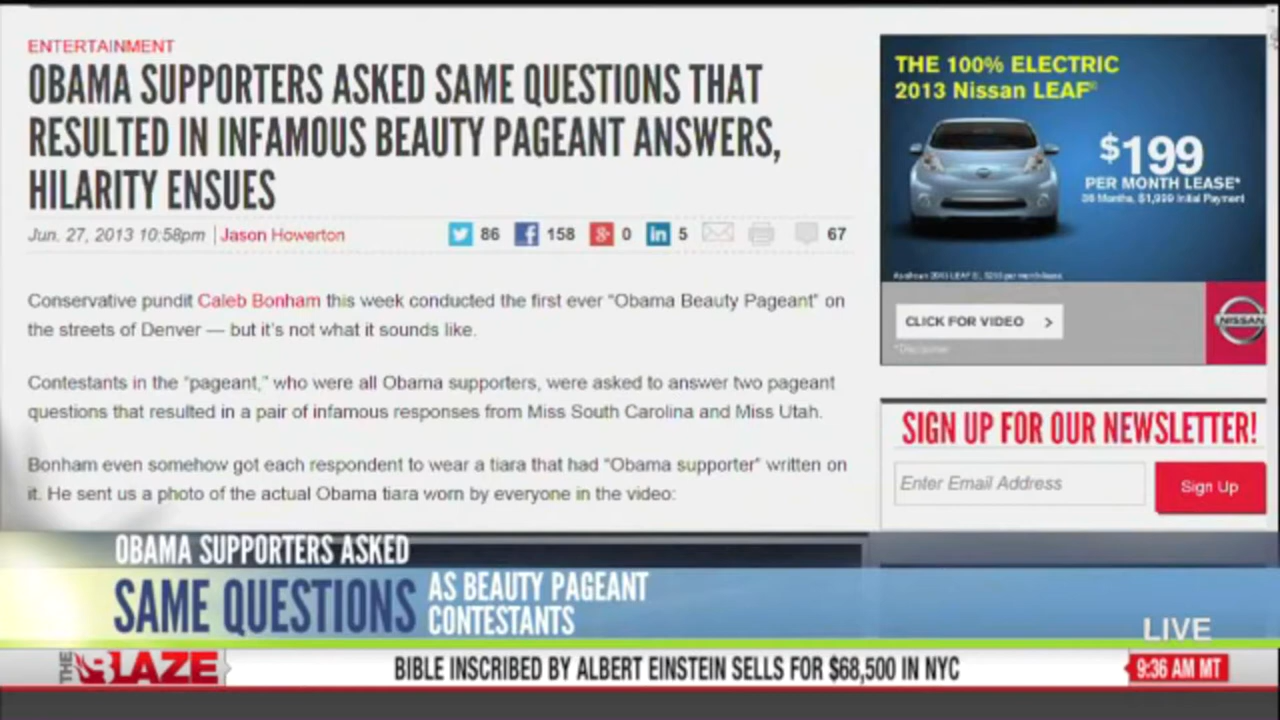 ENTERTAINMENT
OBAMA SUPPORTERS ASKED SAME QUESTIONS THAT
RESULTED IN INFAMOUS BEAUTY PAGEANT ANSWERS,
HILARITY ENSUES
Jun. 27, 2013 10:58pm | Jason Howerton
86 158 0 in 5 67
Conservative pundit Caleb Bonham this week conducted the first ever “Obama Beauty Pageant” on
the streets of Denver — but it’s not what it sounds like.
Contestants in the “pageant,” who were all Obama supporters, were asked to answer two pageant
questions that resulted in a pair of infamous responses from Miss South Carolina and Miss Utah.
Bonham even somehow got each respondent to wear a tiara that had “Obama supporter” written on
it. He sent us a photo of the actual Obama tiara worn by everyone in the video:
THE 100% ELECTRIC
2013 Nissan LEAF®
$199
PER MONTH LEASE*
36 Months, $1,999 Initial Payment
CLICK FOR VIDEO >
*Disclaimer
NISSAN
SIGN UP FOR OUR NEWSLETTER!
Enter Email Address
Sign Up
OBAMA SUPPORTERS ASKED
SAME QUESTIONS
AS BEAUTY PAGEANT
CONTESTANTS
LIVE
THE BLAZE
BIBLE INSCRIBED BY ALBERT EINSTEIN SELLS FOR $68,500 IN NYC
9:36 AM MT